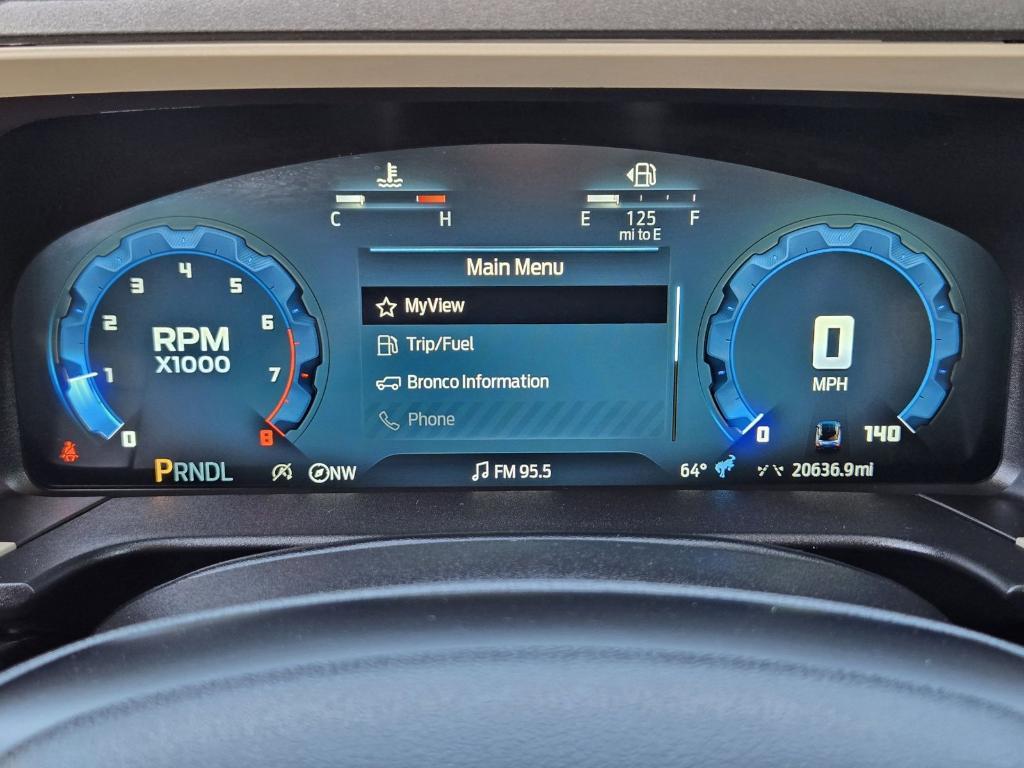 C H
E 125 F
mi to E
Main Menu
MyView
Trip/Fuel
Bronco Information
Phone
0 1 2 3 4 5 6 7 8
RPM
X1000
0
MPH
0 140
PRNDL
NW
FM 95.5
64°
20636.9mi